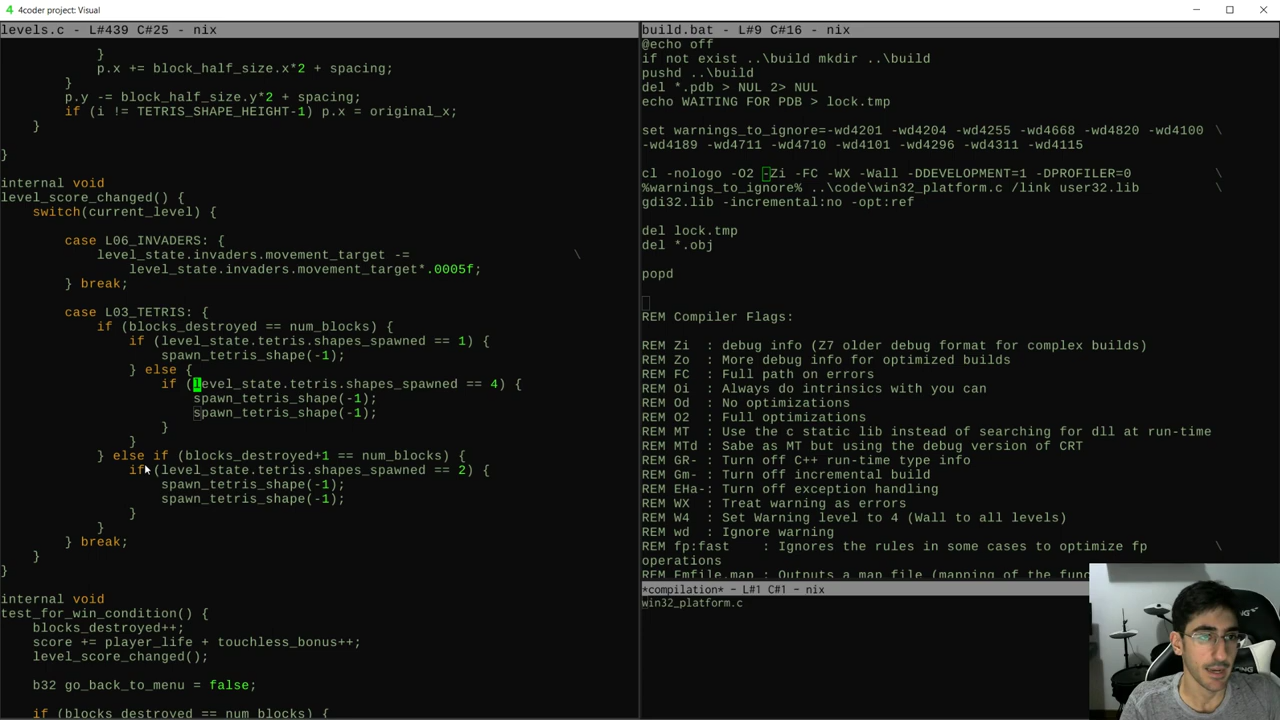 4 4coder project: Visual
levels.c - L#439 C#25 - nix
}
p.x += block_half_size.x*2 + spacing;
}
p.y -= block_half_size.y*2 + spacing;
if (i != TETRIS_SHAPE_HEIGHT-1) p.x = original_x;
}
}
internal void
level_score_changed() {
switch(current_level) {
case L06_INVADERS: {
level_state.invaders.movement_target -= \
level_state.invaders.movement_target*.0005f;
} break;
case L03_TETRIS: {
if (blocks_destroyed == num_blocks) {
if (level_state.tetris.shapes_spawned == 1) {
spawn_tetris_shape(-1);
} else {
if (level_state.tetris.shapes_spawned == 4) {
spawn_tetris_shape(-1);
spawn_tetris_shape(-1);
}
}
} else if (blocks_destroyed+1 == num_blocks) {
if (level_state.tetris.shapes_spawned == 2) {
spawn_tetris_shape(-1);
spawn_tetris_shape(-1);
}
}
} break;
}
}
internal void
test_for_win_condition() {
blocks_destroyed++;
score += player_life + touchless_bonus++;
level_score_changed();
b32 go_back_to_menu = false;
if (blocks_destroyed == num_blocks) {
build.bat - L#9 C#16 - nix
@echo off
if not exist ..\build mkdir ..\build
pushd ..\build
del *.pdb > NUL 2> NUL
echo WAITING FOR PDB > lock.tmp
set warnings_to_ignore=-wd4201 -wd4204 -wd4255 -wd4668 -wd4820 -wd4100 \
-wd4189 -wd4711 -wd4710 -wd4101 -wd4296 -wd4311 -wd4115
cl -nologo -O2 -Zi -FC -WX -Wall -DDEVELOPMENT=1 -DPROFILER=0 \
%warnings_to_ignore% ..\code\win32_platform.c /link user32.lib \
gdi32.lib -incremental:no -opt:ref
del lock.tmp
del *.obj
popd
REM Compiler Flags:
REM Zi : debug info (Z7 older debug format for complex builds)
REM Zo : More debug info for optimized builds
REM FC : Full path on errors
REM Oi : Always do intrinsics with you can
REM Od : No optimizations
REM O2 : Full optimizations
REM MT : Use the c static lib instead of searching for dll at run-time
REM MTd : Sabe as MT but using the debug version of CRT
REM GR- : Turn off C++ run-time type info
REM Gm- : Turn off incremental build
REM EHa-: Turn off exception handling
REM WX : Treat warning as errors
REM W4 : Set Warning level to 4 (Wall to all levels)
REM wd : Ignore warning
REM fp:fast : Ignores the rules in some cases to optimize fp \
operations
REM Fmfile.map : Outputs a map file (mapping of the func
*compilation* - L#1 C#1 - nix
win32_platform.c